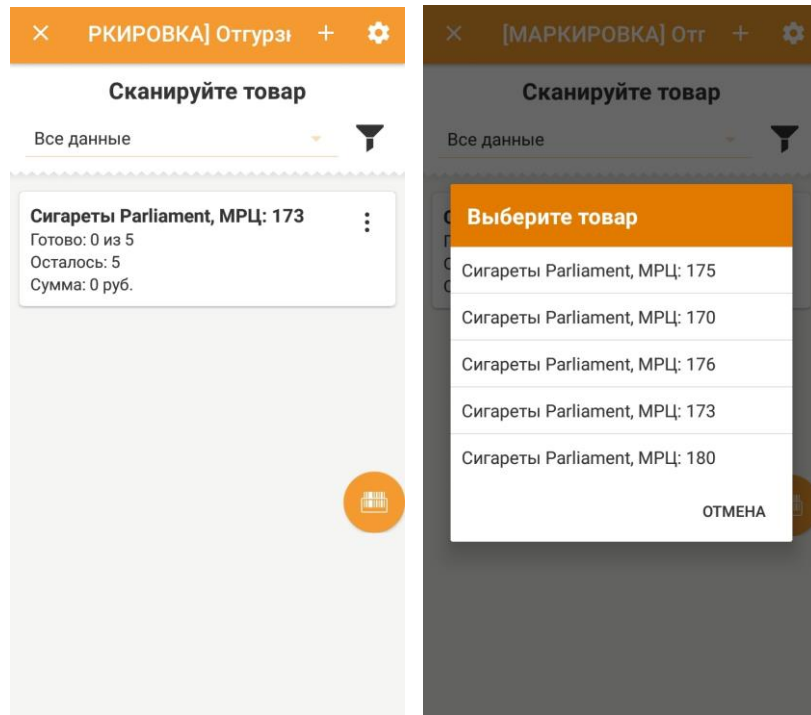 РКИРОВКА] Отгурзн
Сканируйте товар
Все данные
Сигареты Parliament, МРЦ: 173
Готово: 0 из 5
Осталось: 5
Сумма: 0 руб.
[МАРКИРОВКА] Отг
Сканируйте товар
Все данные
Выберите товар
Сигареты Parliament, МРЦ: 175
Сигареты Parliament, МРЦ: 170
Сигареты Parliament, МРЦ: 176
Сигареты Parliament, МРЦ: 173
Сигареты Parliament, МРЦ: 180
ОТМЕНА